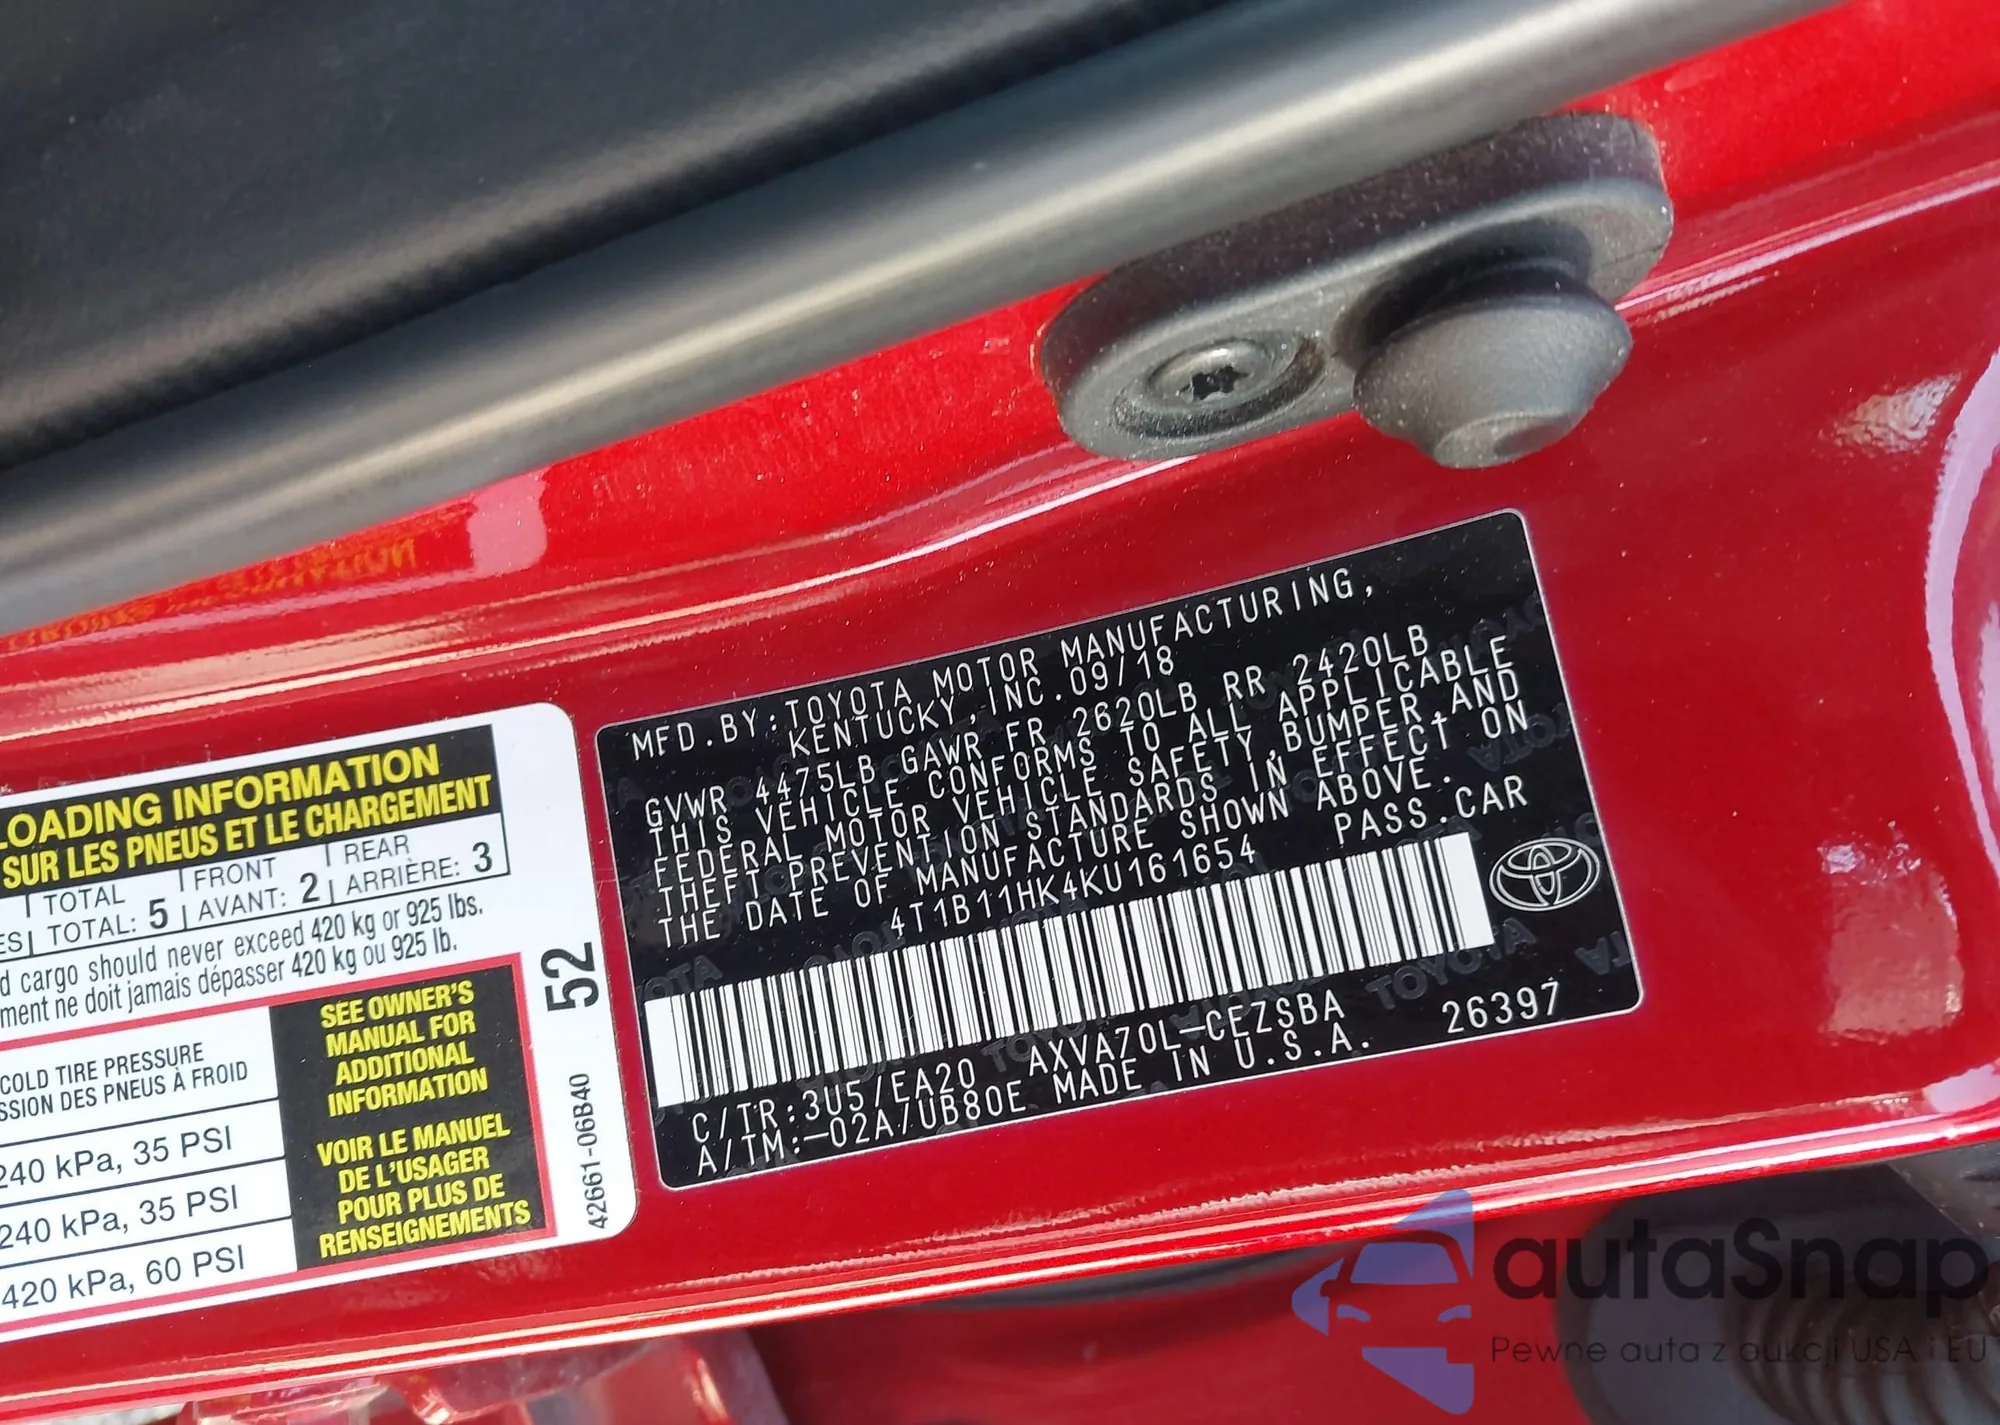 LOADING INFORMATION
SUR LES PNEUS ET LE CHARGEMENT
TOTAL FRONT REAR
TOTAL: 5 AVANT: 2 ARRIÈRE: 3
cargo should never exceed 420 kg or 925 lbs.
ne doit jamais dépasser 420 kg ou 925 lb.
COLD TIRE PRESSURE
DES PNEUS À FROID
240 kPa, 35 PSI
240 kPa, 35 PSI
420 kPa, 60 PSI
SEE OWNER'S
MANUAL FOR
ADDITIONAL
INFORMATION
VOIR LE MANUEL
DE L'USAGER
POUR PLUS DE
RENSEIGNEMENTS
52
42661-06B40
MFD.BY:TOYOTA MOTOR MANUFACTURING,
KENTUCKY,INC.09/18
GVWR 4475LB GAWR FR 2620LB RR 2420LB
THIS VEHICLE CONFORMS TO ALL APPLICABLE
FEDERAL MOTOR VEHICLE SAFETY,BUMPER,AND
THEFT PREVENTION STANDARDS IN EFFECT ON
THE DATE OF MANUFACTURE SHOWN ABOVE.
4T1B11HK4KU161654 PASS.CAR
C/TR:3U5/EA20 AXVA70L-CEZSBA
A/TM:-02A/UB80E MADE IN U.S.A. 26397
autaSnap
Pewne auta z aukcji USA i EU